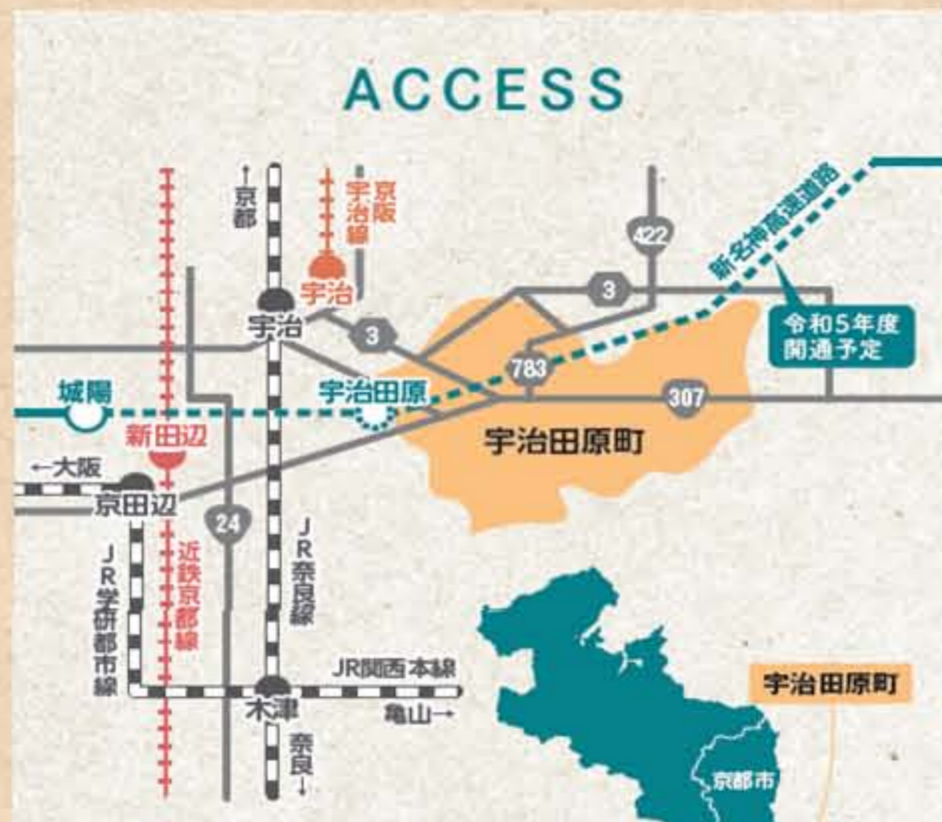 ACCESS
←京都
京阪
宇治線
422
新名神高速道路
3
宇治
宇治
3
令和5年度
開通予定
783
城陽
宇治田原
307
新田辺
宇治田原町
←大阪
京田辺
24
JR学研都市線
近鉄京都線
JR奈良線
JR関西本線
宇治田原町
木津
亀山→
奈良→
京都市